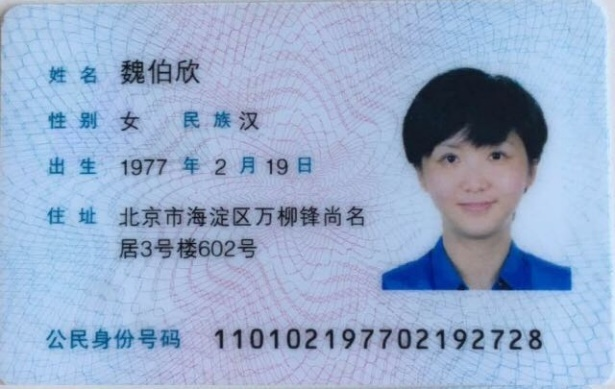 姓名 魏伯欣
性别 女 民族 汉
出生 1977 年 2 月 19 日
住址 北京市海淀区万柳锋尚名
居3号楼602号
公民身份号码 110102197702192728